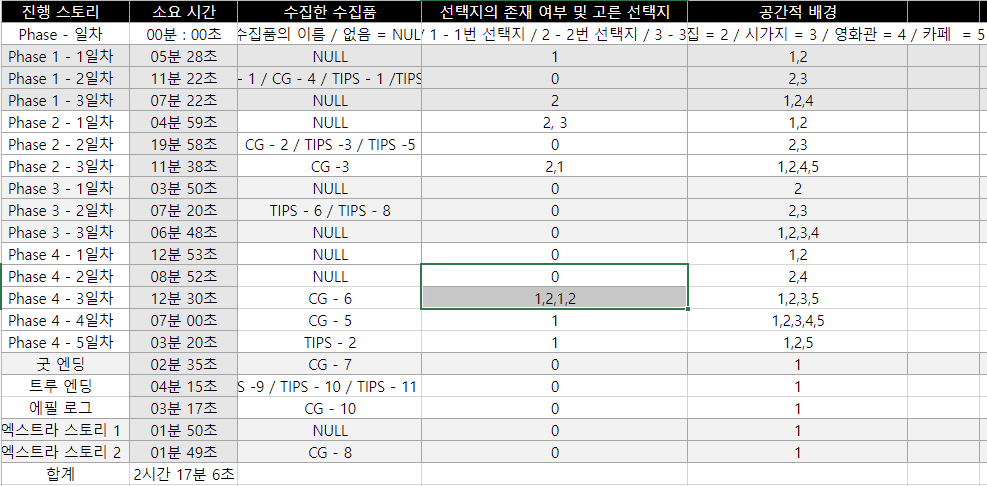 진행 스토리 소요 시간 수집한 수집품 선택지의 존재 여부 및 고른 선택지 공간적 배경
Phase - 일차 00분 : 00초 수집품의 이름 / 없음 = NUL / 1 - 1번 선택지 / 2 - 2번 선택지 / 3 - 3 집 = 2 / 시가지 = 3 / 영화관 = 4 / 카페 = 5
Phase 1 - 1일차 05분 28초 NULL 1 1,2
Phase 1 - 2일차 11분 22초 - 1 / CG - 4 / TIPS - 1 /TIPS 0 2,3
Phase 1 - 3일차 07분 22초 NULL 2 1,2,4
Phase 2 - 1일차 04분 59초 NULL 2, 3 1,2
Phase 2 - 2일차 19분 58초 CG - 2 / TIPS -3 / TIPS -5 0 2,3
Phase 2 - 3일차 11분 38초 CG -3 2,1 1,2,4,5
Phase 3 - 1일차 03분 50초 NULL 0 2
Phase 3 - 2일차 07분 20초 TIPS - 6 / TIPS - 8 0 2,3
Phase 3 - 3일차 06분 48초 NULL 0 1,2,3,4
Phase 4 - 1일차 12분 53초 NULL 0 1,2
Phase 4 - 2일차 08분 52초 NULL 0 2,4
Phase 4 - 3일차 12분 30초 CG - 6 1,2,1,2 1,2,3,5
Phase 4 - 4일차 07분 00초 CG - 5 1 1,2,3,4,5
Phase 4 - 5일차 03분 20초 TIPS - 2 1 1,2,5
굿 엔딩 02분 35초 CG - 7 0 1
트루 엔딩 04분 15초 S -9 / TIPS - 10 / TIPS - 11 0 1
에필 로그 03분 17초 CG - 10 0 1
엑스트라 스토리 1 01분 50초 NULL 0 1
엑스트라 스토리 2 01분 49초 CG - 8 0 1
합계 2시간 17분 6초